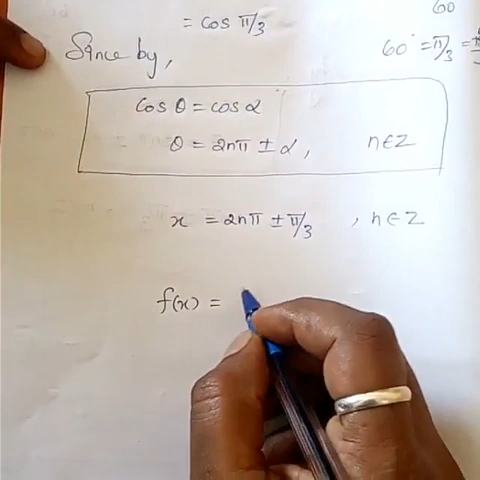 = cos π/3
60
60° = π/3 =
Since by,
cos θ = cos α
θ = 2nπ ± α, n∈Z
x = 2nπ ± π/3 , n∈Z
f(x) =